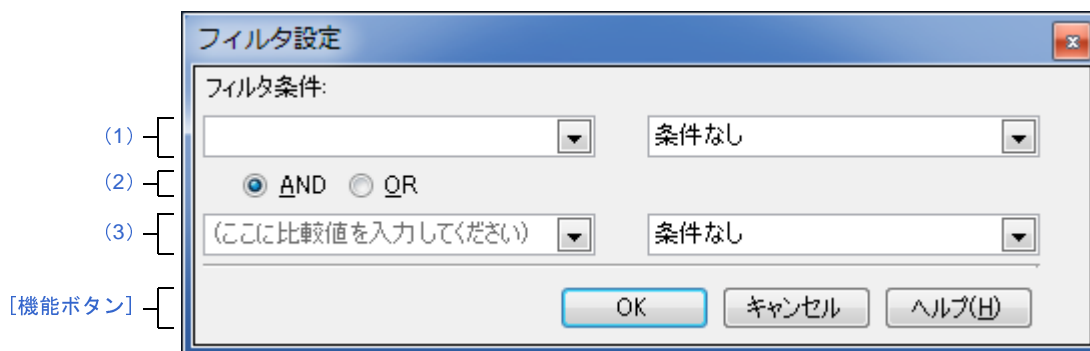 フィルタ設定
フィルタ条件:
(1) 条件なし
(2) AND OR
(3) (ここに比較値を入力してください) 条件なし
[機能ボタン] OK キャンセル ヘルプ(H)